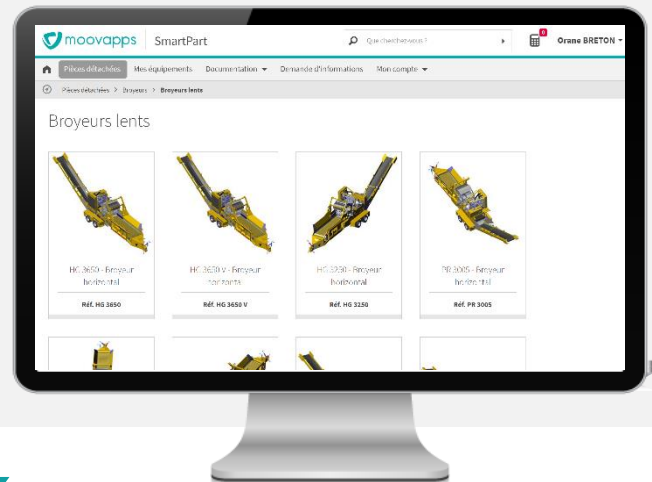 moovapps SmartPart Que cherchez-vous ? 0 Orane BRETON
Pièces détachées Mes équipements Documentation Demande d'informations Mon compte
Pièces détachées > Broyeurs > Broyeurs lents
Broyeurs lents
HG 3650 - Broyeur
horizontal
Réf. HG 3650
HG 3650 V - Broyeur
horizontal
Réf. HG 3650 V
HG 3250 - Broyeur
horizontal
Réf. HG 3250
PR 3005 - Broyeur
horizontal
Réf. PR 3005